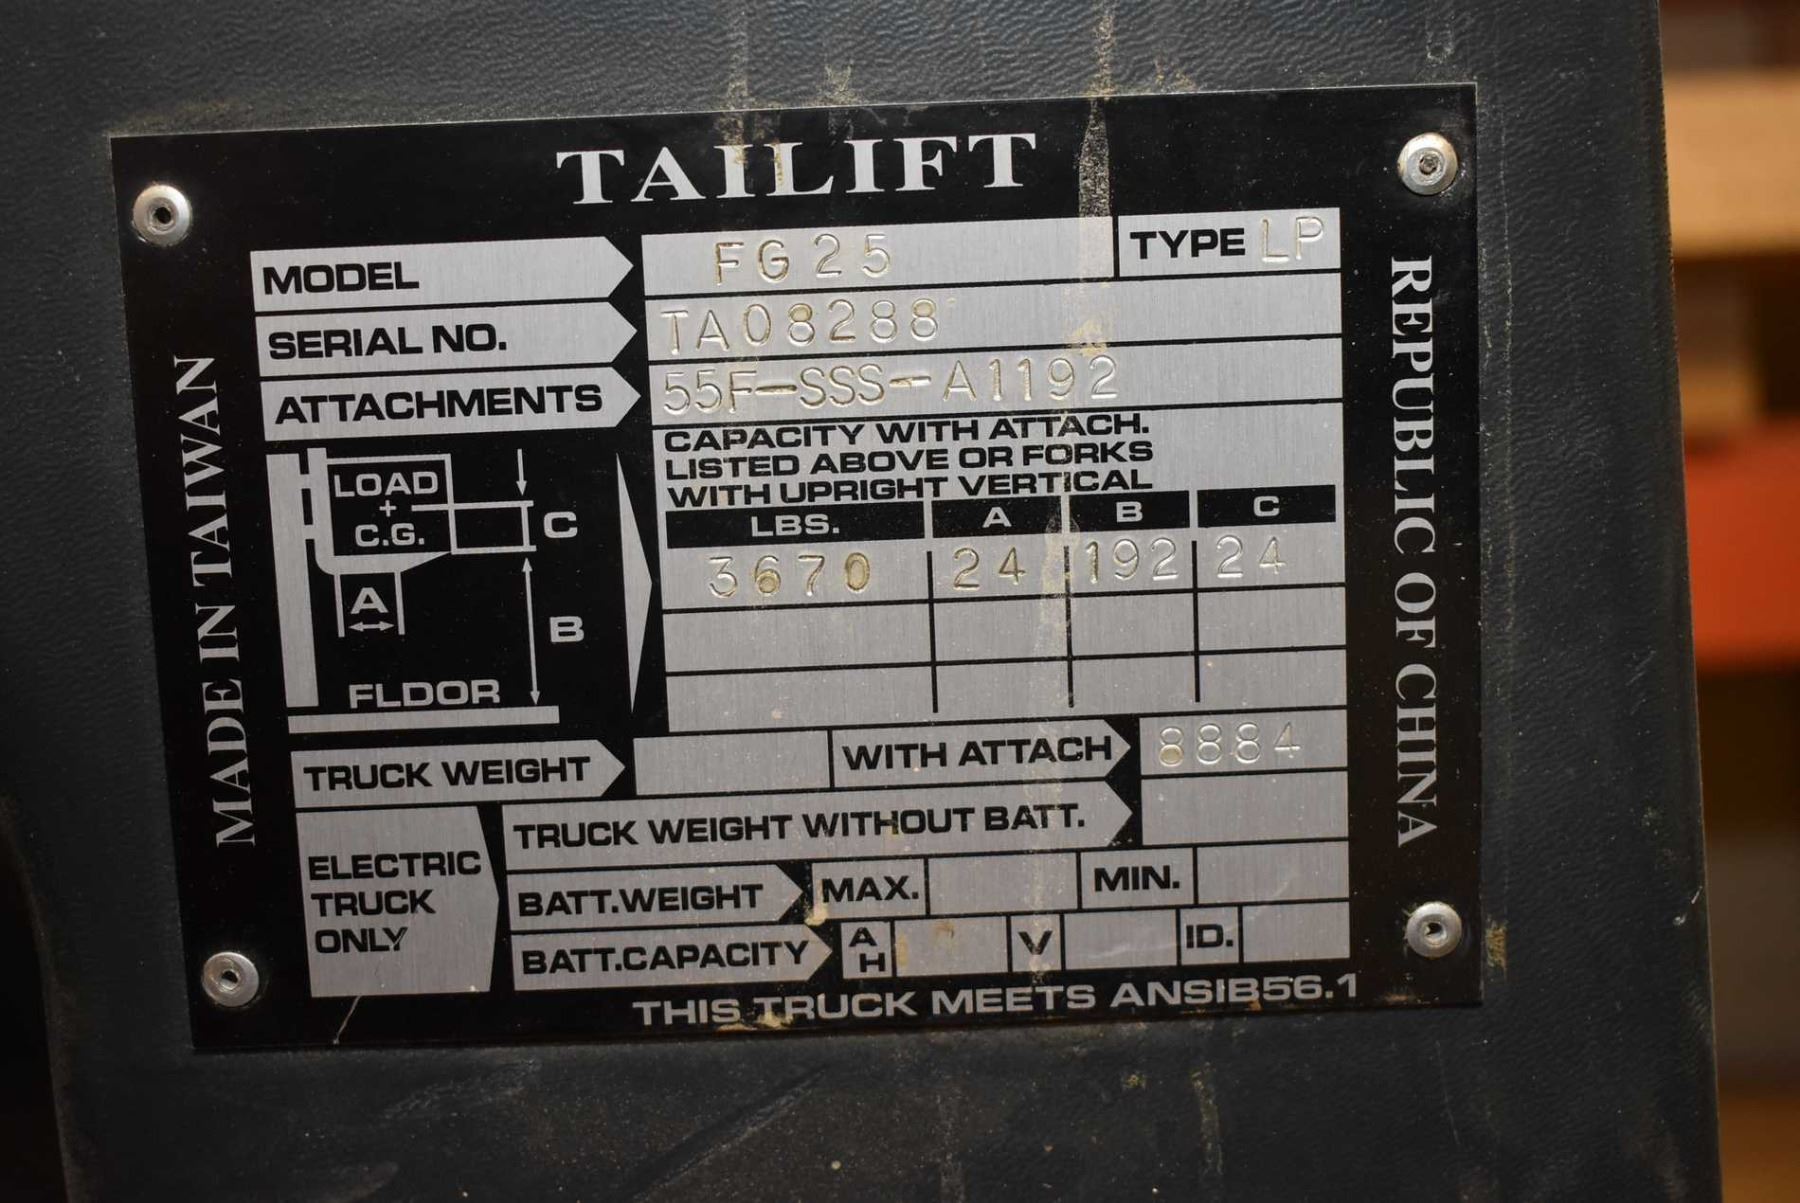 TAILIFT
MODEL FG25 TYPE LP
SERIAL NO. TA08288
ATTACHMENTS 55F-SSS-A1192
CAPACITY WITH ATTACH.
LISTED ABOVE OR FORKS
WITH UPRIGHT VERTICAL
LBS. A B C
3670 24 192 24
LOAD
+
C.G.
C
A
B
FLDOR
TRUCK WEIGHT WITH ATTACH 8884
ELECTRIC
TRUCK
ONLY
TRUCK WEIGHT WITHOUT BATT.
BATT.WEIGHT MAX. MIN.
BATT.CAPACITY AH V ID.
THIS TRUCK MEETS ANSIB56.1
MADE IN TAIWAN
REPUBLIC OF CHINA